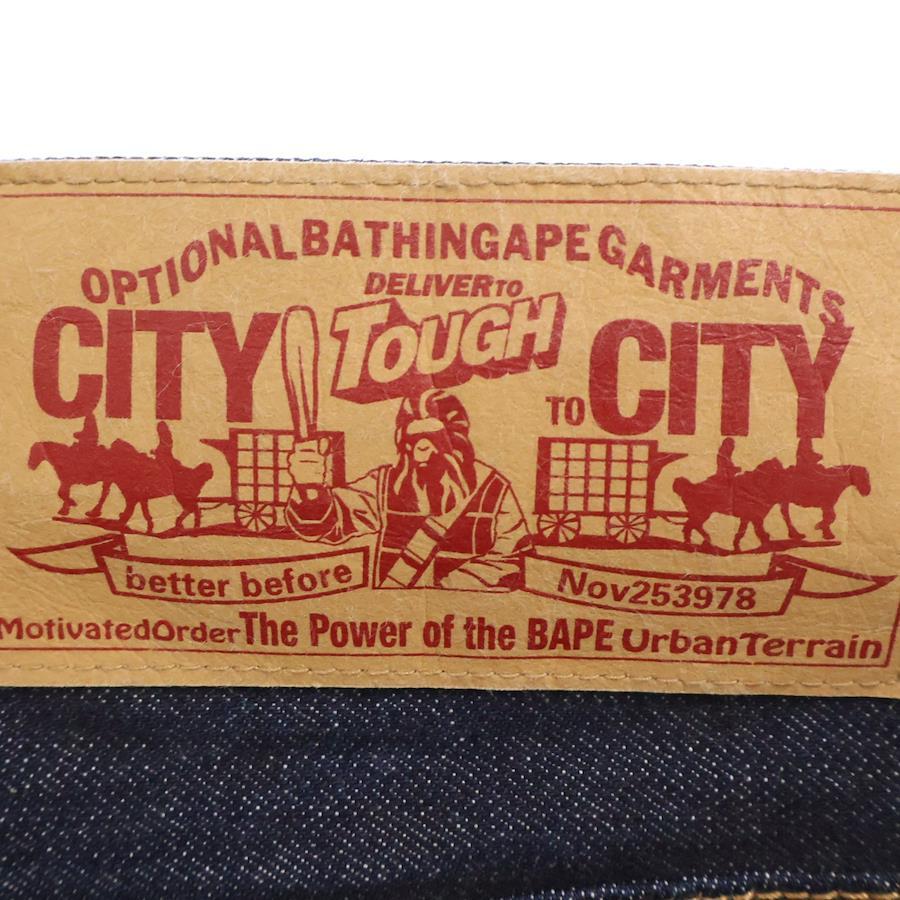 OPTIONAL BATHINGAPE GARMENTS
DELIVER TO
CITY TOUGH TO CITY
better before Nov253978
MotivatedOrder The Power of the BAPE UrbanTerrain